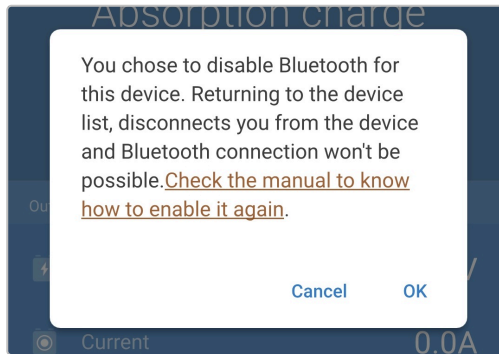 Absorption charge
You chose to disable Bluetooth for
this device. Returning to the device
list, disconnects you from the device
and Bluetooth connection won't be
possible.Check the manual to know
how to enable it again.
Cancel OK
Current 0.0A